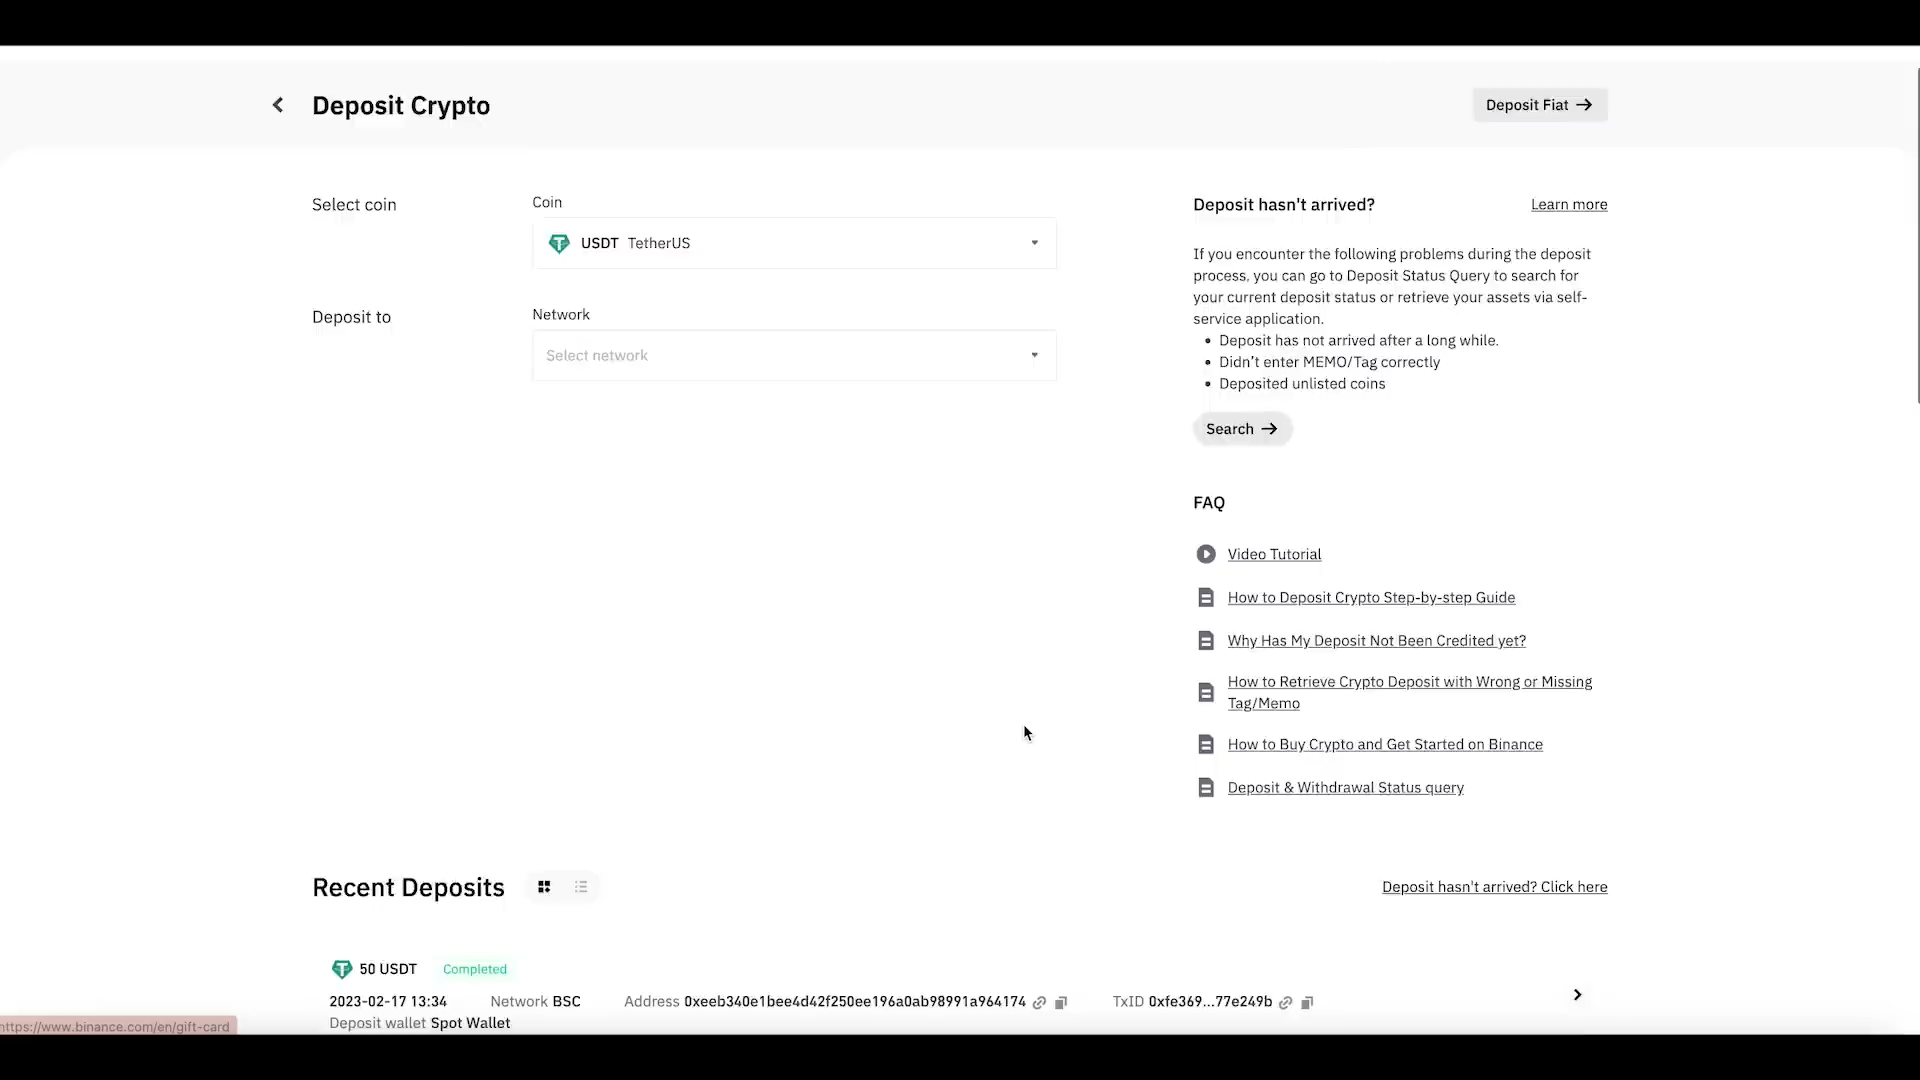 Deposit Crypto
Deposit Fiat
Select coin
Coin
USDT TetherUS
Deposit to
Network
Select network
Deposit hasn't arrived?
Learn more
If you encounter the following problems during the deposit
process, you can go to Deposit Status Query to search for
your current deposit status or retrieve your assets via self-
service application.
Deposit has not arrived after a long while.
Didn't enter MEMO/Tag correctly
Deposited unlisted coins
Search
FAQ
Video Tutorial
How to Deposit Crypto Step-by-step Guide
Why Has My Deposit Not Been Credited yet?
How to Retrieve Crypto Deposit with Wrong or Missing
Tag/Memo
How to Buy Crypto and Get Started on Binance
Deposit & Withdrawal Status query
Recent Deposits
Deposit hasn't arrived? Click here
50 USDT Completed
2023-02-17 13:34 Network BSC Address 0xeeb340e1bee4d42f250ee196a0ab98991a964174 TxID 0xfe369...77e249b
Deposit wallet Spot Wallet
https://www.binance.com/en/gift-card